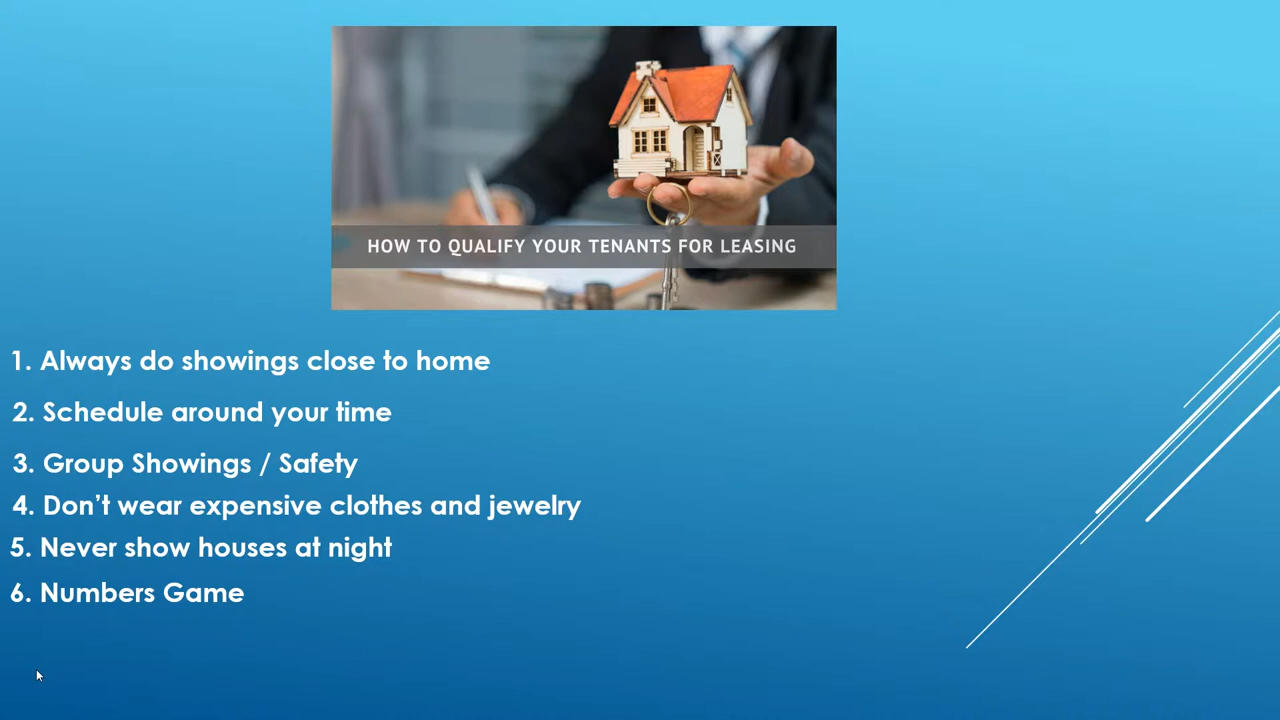 HOW TO QUALIFY YOUR TENANTS FOR LEASING
1. Always do showings close to home
2. Schedule around your time
3. Group Showings / Safety
4. Don’t wear expensive clothes and jewelry
5. Never show houses at night
6. Numbers Game